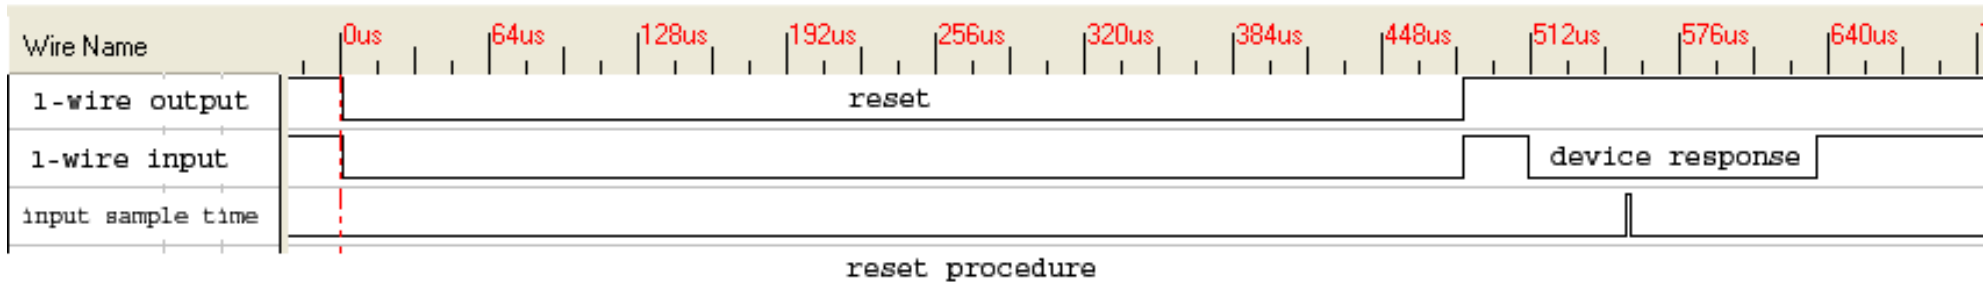 Wire Name 0us 64us 128us 192us 256us 320us 384us 448us 512us 576us 640us
1-wire output reset
1-wire input device response
input sample time
reset procedure